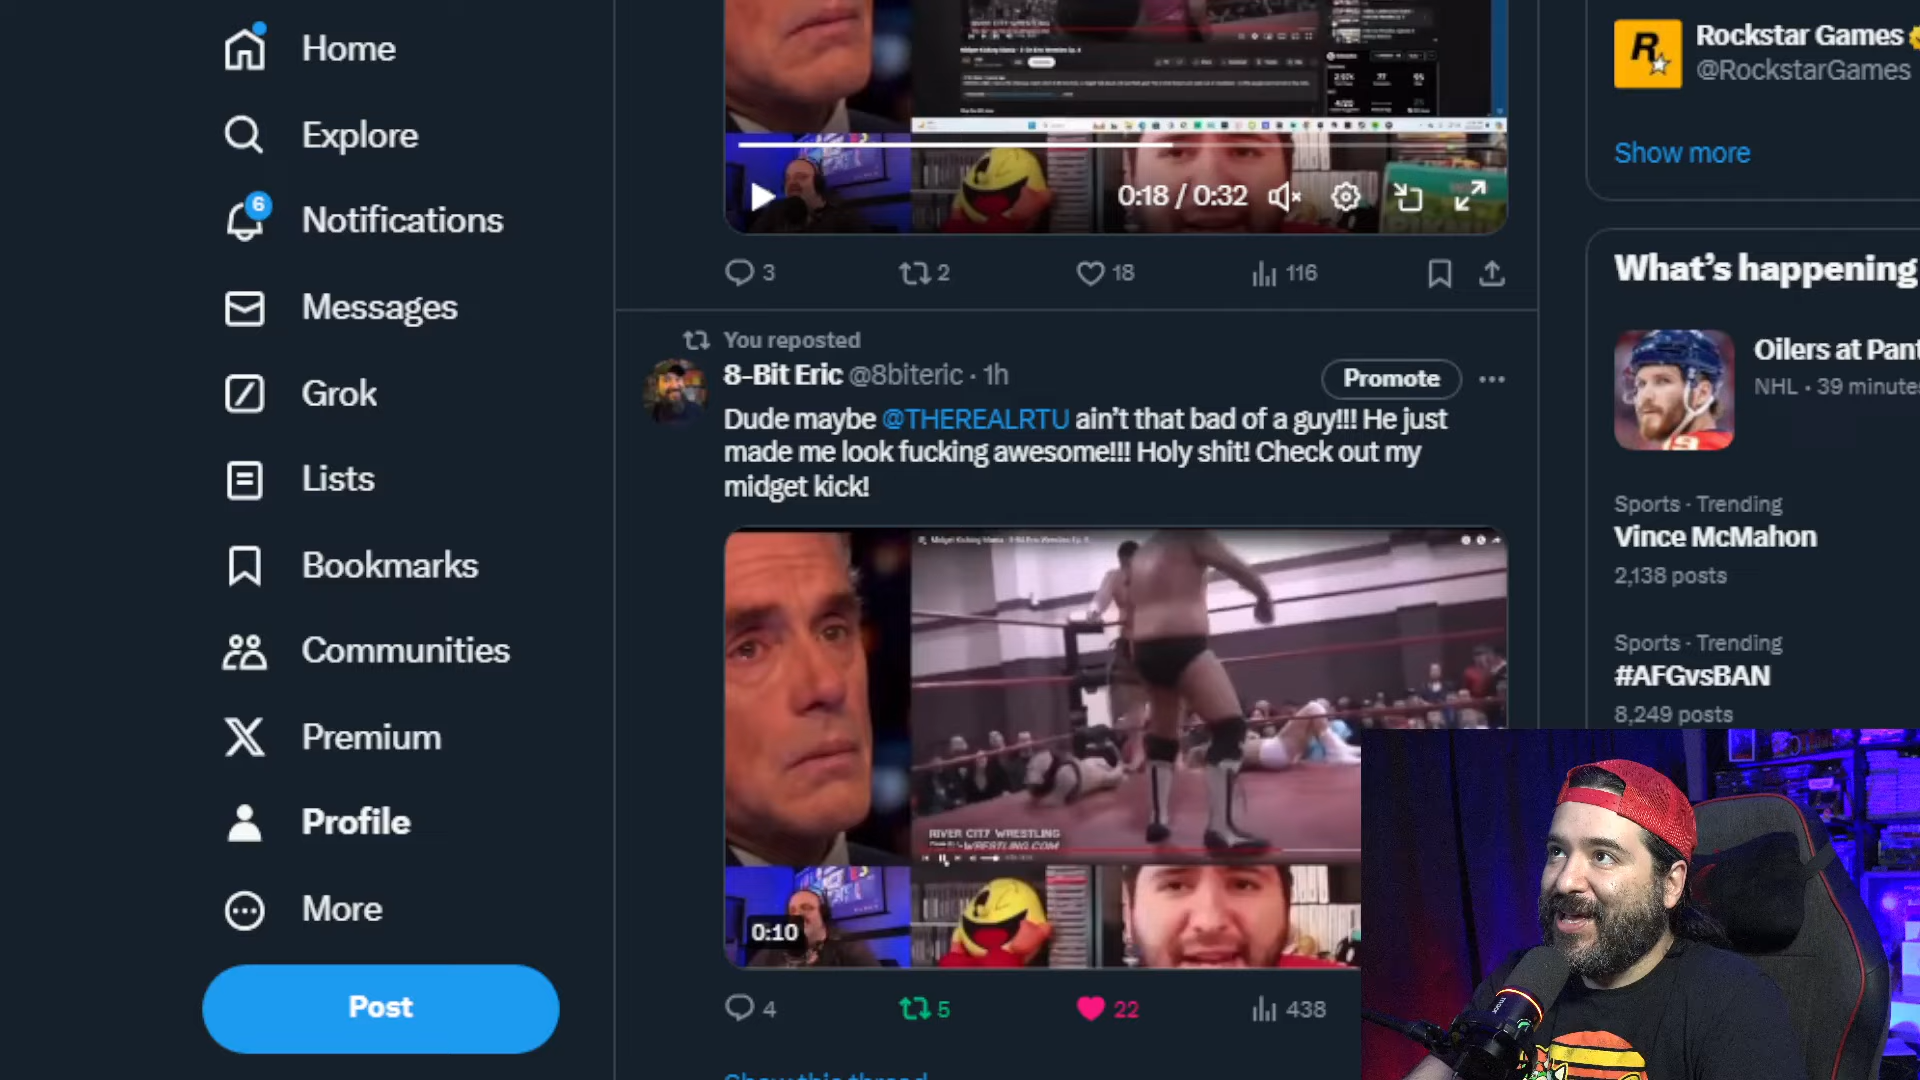 Home
Explore
6
Notifications
Messages
Grok
Lists
Bookmarks
Communities
Premium
Profile
More
Post
0:18 / 0:32
3
2
18
116
You reposted
8-Bit Eric @8biteric · 1h
Promote
Dude maybe @THEREALRTU ain't that bad of a guy!!! He just
made me look fucking awesome!!! Holy shit! Check out my
midget kick!
RIVER CITY WRESTLING
WRESTLING.COM
0:10
4
5
22
438
Show this thread
Rockstar Games
@RockstarGames
Show more
What's happening
Oilers at Pant
NHL · 39 minutes
Sports · Trending
Vince McMahon
2,138 posts
Sports · Trending
#AFGvsBAN
8,249 posts